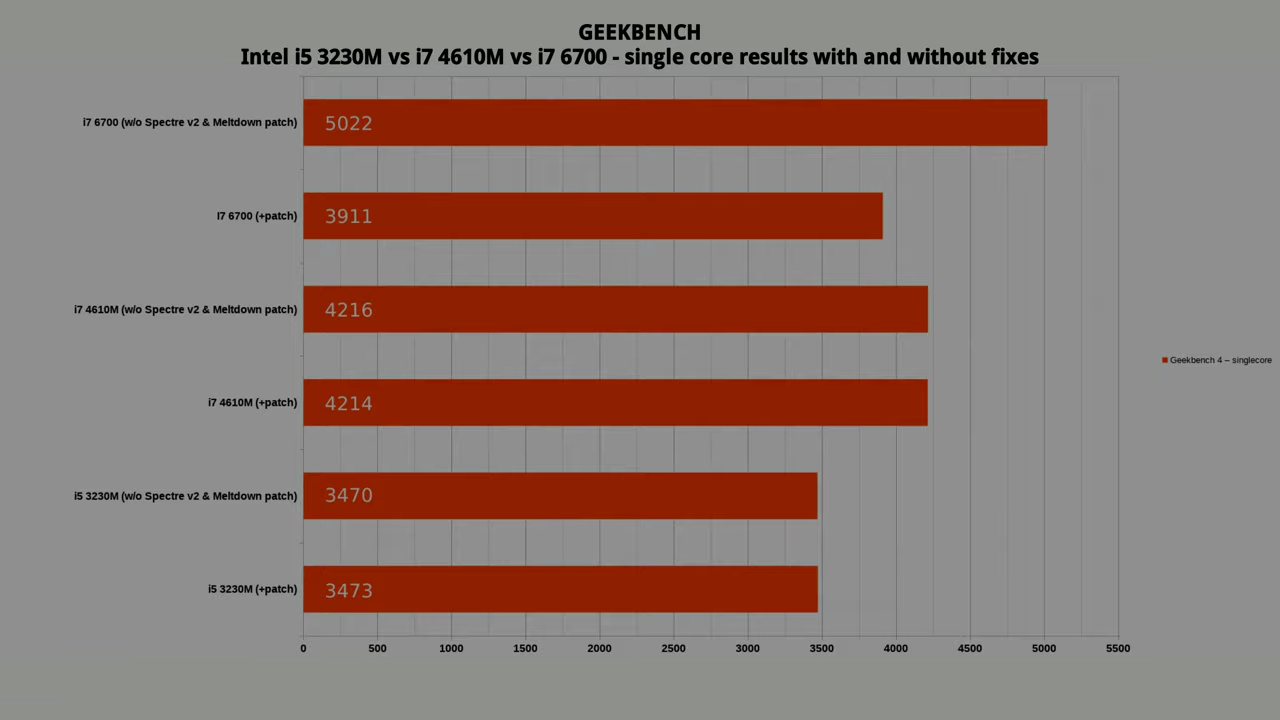 GEEKBENCH
Intel i5 3230M vs i7 4610M vs i7 6700 - single core results with and without fixes
i7 6700 (w/o Spectre v2 & Meltdown patch)
5022
I7 6700 (+patch)
3911
i7 4610M (w/o Spectre v2 & Meltdown patch)
4216
i7 4610M (+patch)
4214
i5 3230M (w/o Spectre v2 & Meltdown patch)
3470
i5 3230M (+patch)
3473
Geekbench 4 – singlecore
0 500 1000 1500 2000 2500 3000 3500 4000 4500 5000 5500